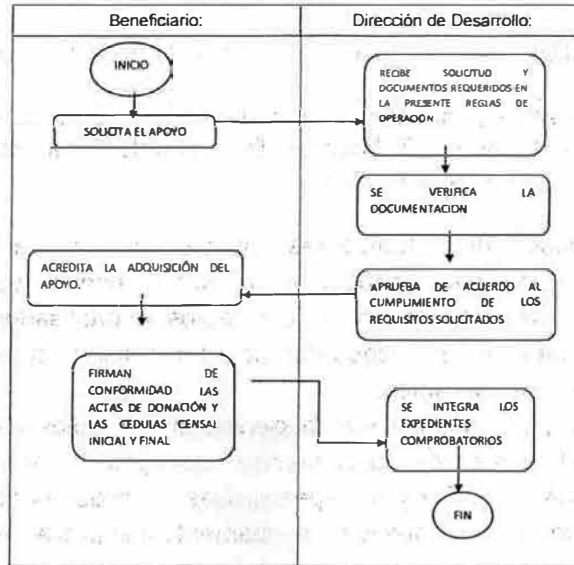 Beneficiario:
Dirección de Desarrollo:
INICIO
SOLICITA EL APOYO
RECIBE SOLICITUD Y
DOCUMENTOS REQUERIDOS EN
LA PRESENTE REGLAS DE
OPERACIÓN
SE VERIFICA LA
DOCUMENTACION
APRUEBA DE ACUERDO AL
CUMPLIMIENTO DE LOS
REQUISITOS SOLICITADOS
ACREDITA LA ADQUISICIÓN DEL
APOYO.
FIRMAN DE
CONFORMIDAD LAS
ACTAS DE DONACIÓN Y
LAS CEDULAS CENSAL
INICIAL Y FINAL
SE INTEGRA LOS
EXPEDIENTES
COMPROBATORIOS
FIN